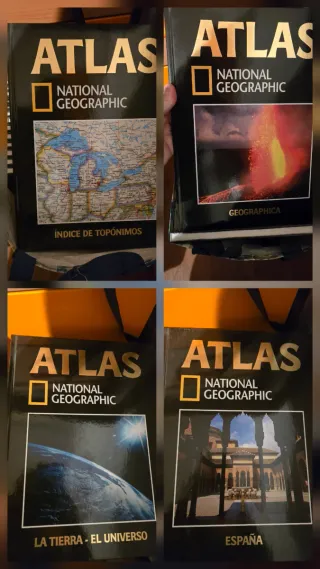 ATLAS
NATIONAL
GEOGRAPHIC
ÍNDICE DE TOPÓNIMOS
ATLAS
NATIONAL
GEOGRAPHIC
GEOGRAPHICA
ATLAS
NATIONAL
GEOGRAPHIC
LA TIERRA - EL UNIVERSO
ATLAS
NATIONAL
GEOGRAPHIC
ESPAÑA